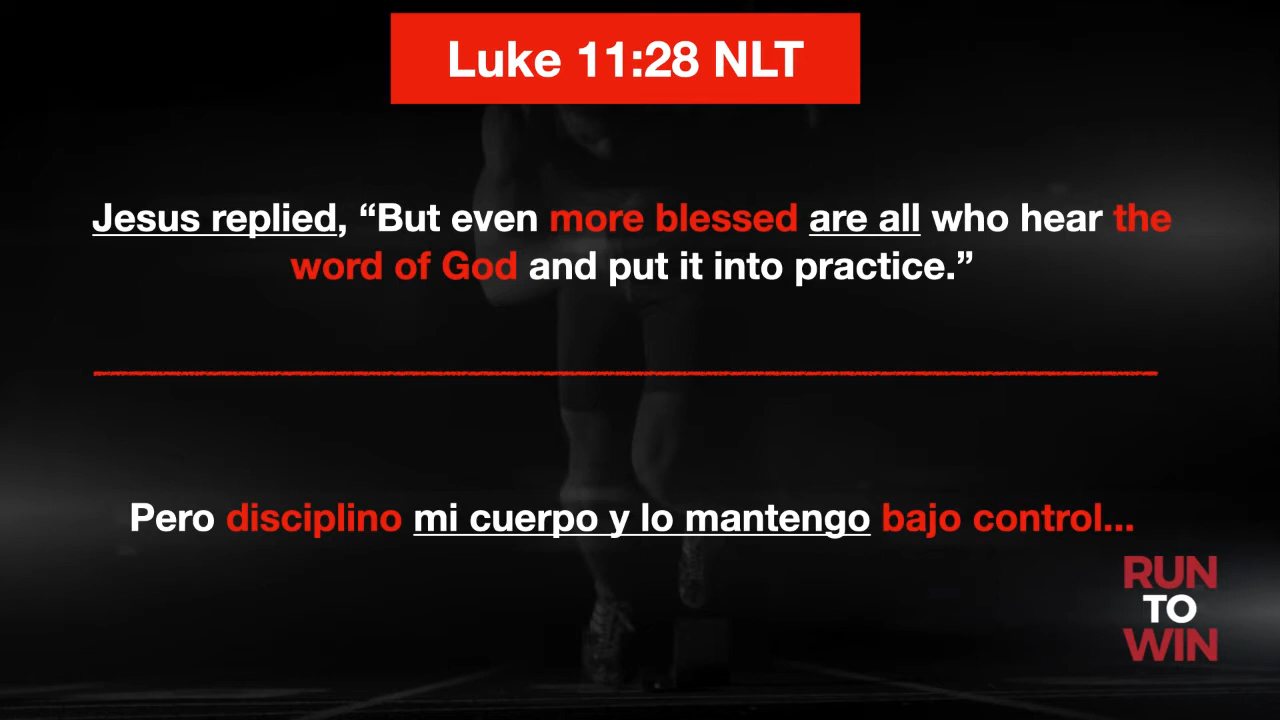 Luke 11:28 NLT
Jesus replied, “But even more blessed are all who hear the
word of God and put it into practice.”
Pero disciplino mi cuerpo y lo mantengo bajo control...
RUN
TO
WIN